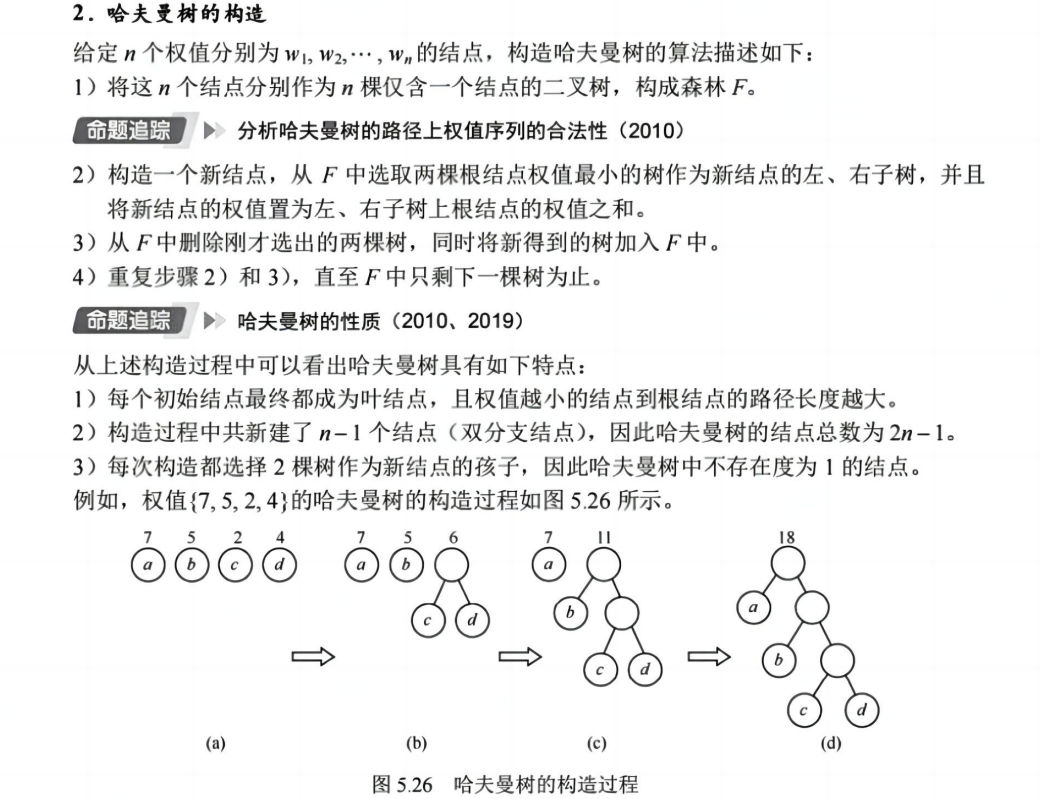 2. 哈夫曼树的构造
给定 n 个权值分别为 w₁, w₂,⋯, wₙ 的结点，构造哈夫曼树的算法描述如下：
1）将这 n 个结点分别作为 n 棵仅含一个结点的二叉树，构成森林 F。
命题追踪 分析哈夫曼树的路径上权值序列的合法性（2010）
2）构造一个新结点，从 F 中选取两棵根结点权值最小的树作为新结点的左、右子树，并且
将新结点的权值置为左、右子树上根结点的权值之和。
3）从 F 中删除刚才选出的两棵树，同时将新得到的树加入 F 中。
4）重复步骤 2）和 3），直至 F 中只剩下一棵树为止。
命题追踪 哈夫曼树的性质（2010、2019）
从上述构造过程中可以看出哈夫曼树具有如下特点：
1）每个初始结点最终都成为叶结点，且权值越小的结点到根结点的路径长度越大。
2）构造过程中共新建了 n－1 个结点（双分支结点），因此哈夫曼树的结点总数为 2n－1。
3）每次构造都选择 2 棵树作为新结点的孩子，因此哈夫曼树中不存在度为 1 的结点。
例如，权值{7, 5, 2, 4}的哈夫曼树的构造过程如图 5.26 所示。
7 5 2 4 7 5 6 7 11 18
a b c d a b a
a
c d b
b
c d
c d
(a) (b) (c) (d)
图 5.26 哈夫曼树的构造过程